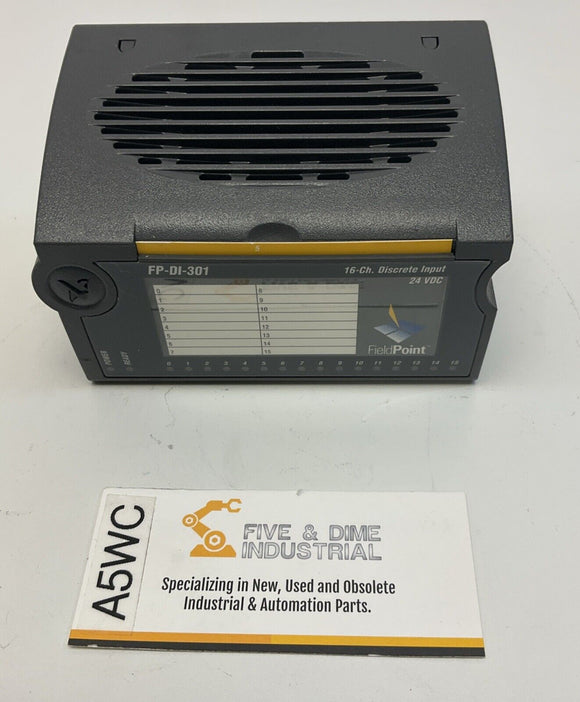 5
FP-DI-301
16-Ch. Discrete Input
24 VDC
0 8
1 9
2 10
3 11
4 12
5 13
6 14
7 15
FieldPoint
POWER
READY
0 1 2 3 4 5 6 7 8 9 10 11 12 13 14 15
A5WC
FIVE & DIME
INDUSTRIAL
Specializing in New, Used and Obsolete
Industrial & Automation Parts.